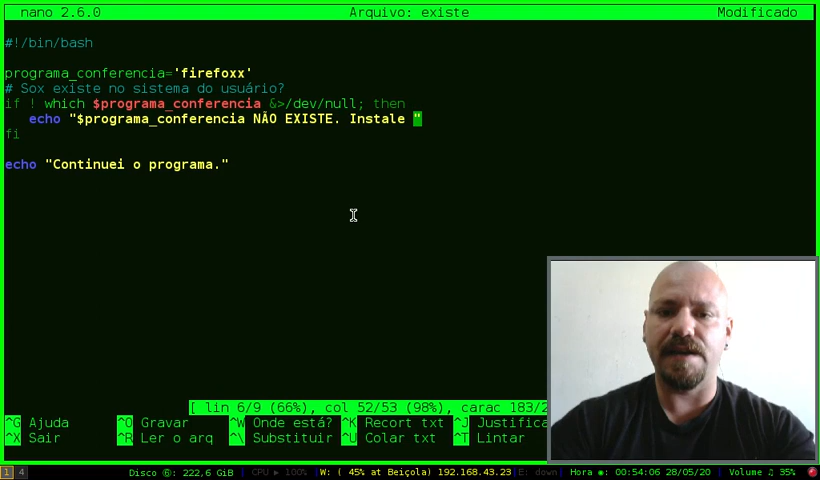 nano 2.6.0 Arquivo: existe Modificado
#!/bin/bash
programa_conferencia='firefoxx'
# Sox existe no sistema do usuário?
if ! which $programa_conferencia &>/dev/null; then
echo "$programa_conferencia NÃO EXISTE. Instale "
fi
echo "Continuei o programa."
[ lin 6/9 (66%), col 52/53 (98%), carac 183/2
^G Ajuda ^O Gravar ^W Onde está? ^K Recort txt ^J Justifica
^X Sair ^R Ler o arq ^\ Substituir ^U Colar txt ^T Lintar
1 4 Disco ⑥: 222,6 GiB | CPU ▶ 100% |W: ( 45% at Beiçola) 192.168.43.23|E: down| Hora ◉: 00:54:06 28/05/20 | Volume ♫ 35%